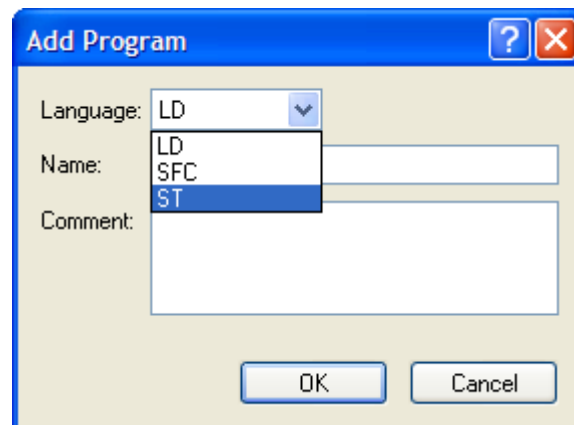 Add Program
Language: LD
LD
Name:
SFC
ST
Comment:
OK Cancel